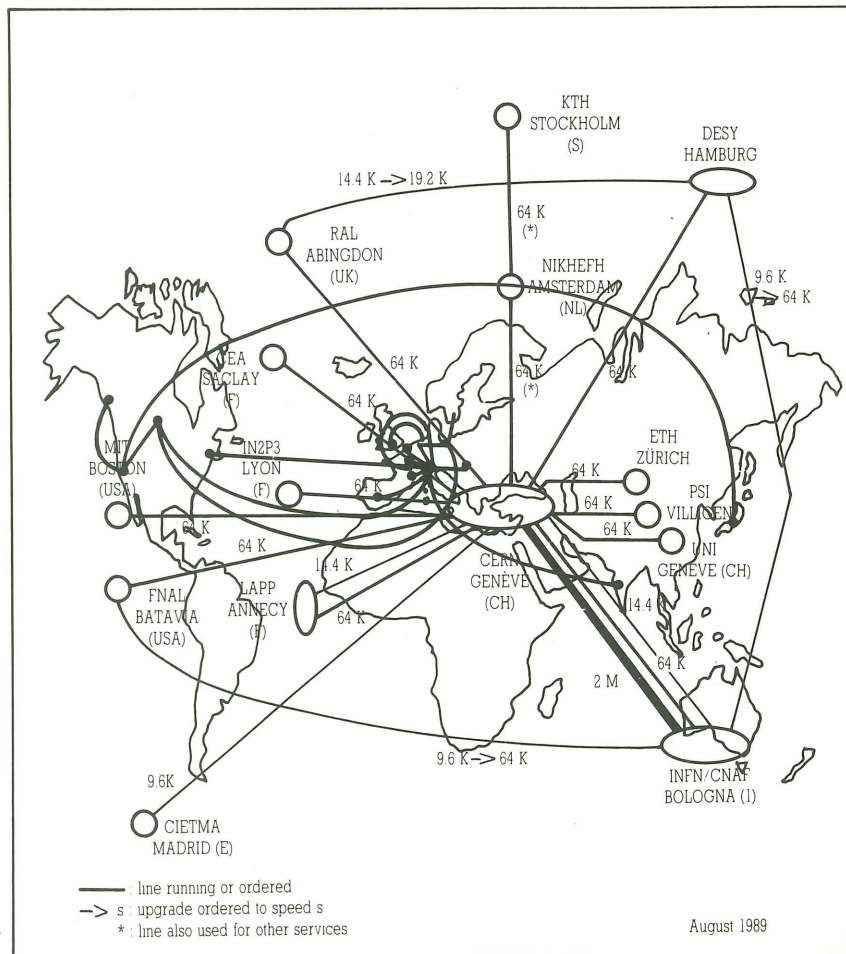 KTH
STOCKHOLM
(S)
DESY
HAMBURG
14.4 K -> 19.2 K
64 K
(*)
RAL
ABINGDON
(UK)
NIKHEFH
AMSTERDAM
(NL)
9.6 K
-> 64 K
CEA
SACLAY
(F)
64 K
64 K
64 K
(*)
64 K
MIT
BOSTON
(USA)
IN2P3
LYON
(F)
64 K
ETH
ZÜRICH
64 K
PSI
VILLIGEN
64 K
64 K
UNI
GENÈVE (CH)
64 K
64 K
CERN
GENÈVE
(CH)
14.4 K
FNAL
BATAVIA
(USA)
LAPP
ANNECY
(F)
64 K
14.4
64 K
2 M
9.6 K -> 64 K
INFN/CNAF
BOLOGNA (I)
9.6K
CIETMA
MADRID (E)
: line running or ordered
-> s : upgrade ordered to speed s
* : line also used for other services
August 1989